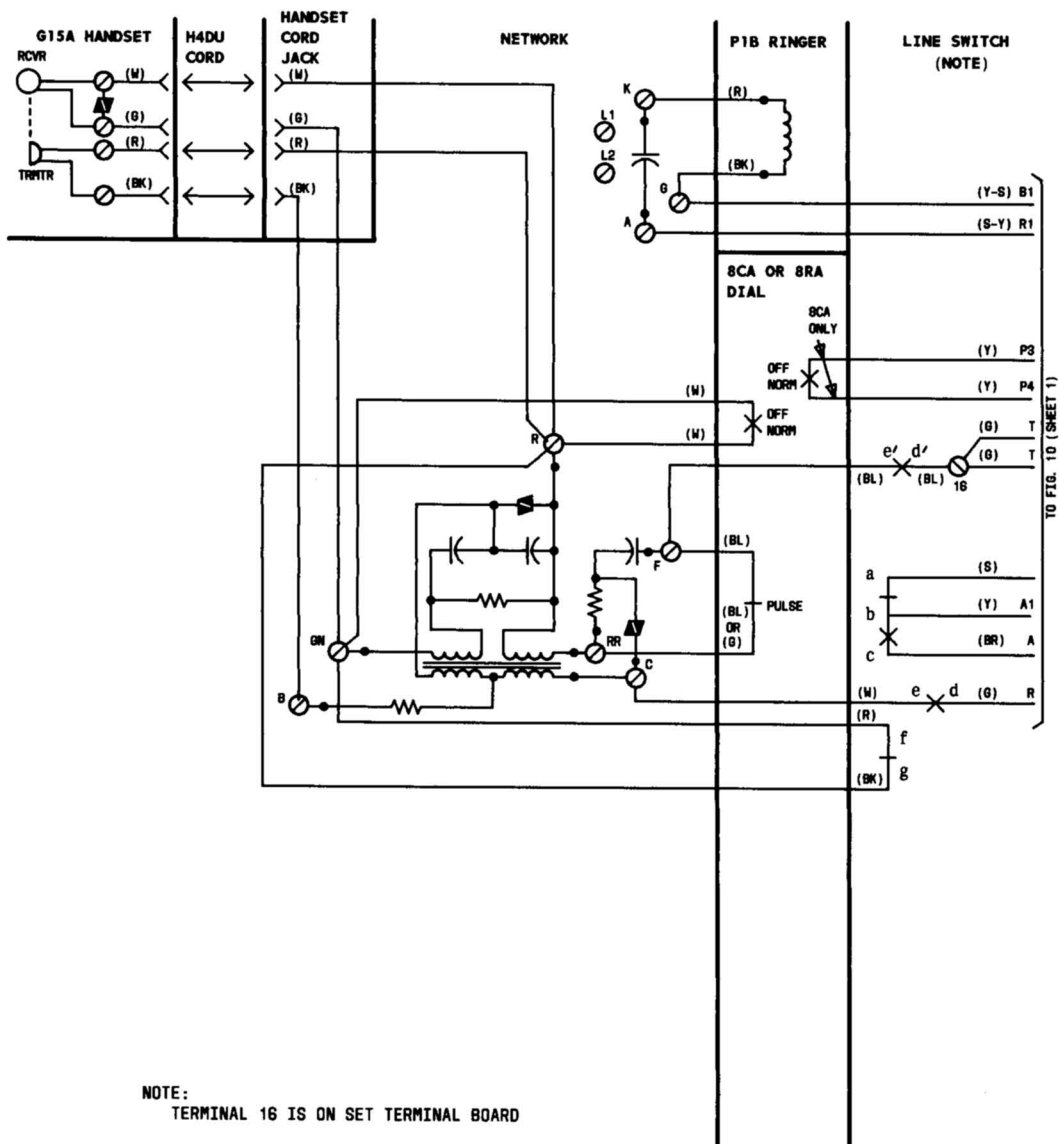 G15A HANDSET
H4DU CORD
HANDSET CORD JACK
NETWORK
P1B RINGER
LINE SWITCH (NOTE)
RCVR
(W)
(G)
(R)
(BK)
TRMTR
(W)
(G)
(R)
(BK)
K
L1
L2
G
A
(R)
(BK)
(Y-S) B1
(S-Y) R1
8CA OR 8RA DIAL
8CA ONLY
OFF NORM
(Y) P3
(Y) P4
(W)
OFF NORM
(W)
R
(G) T
e' d'
(G) T
(BL) (BL) 16
TO FIG. 10 (SHEET 1)
F
(BL)
PULSE
(BL) OR (G)
a
(S)
b
(Y) A1
c
(BR) A
GN
RR
C
B
(W) e d (G) R
(R)
f
g
(BK)
NOTE:
TERMINAL 16 IS ON SET TERMINAL BOARD